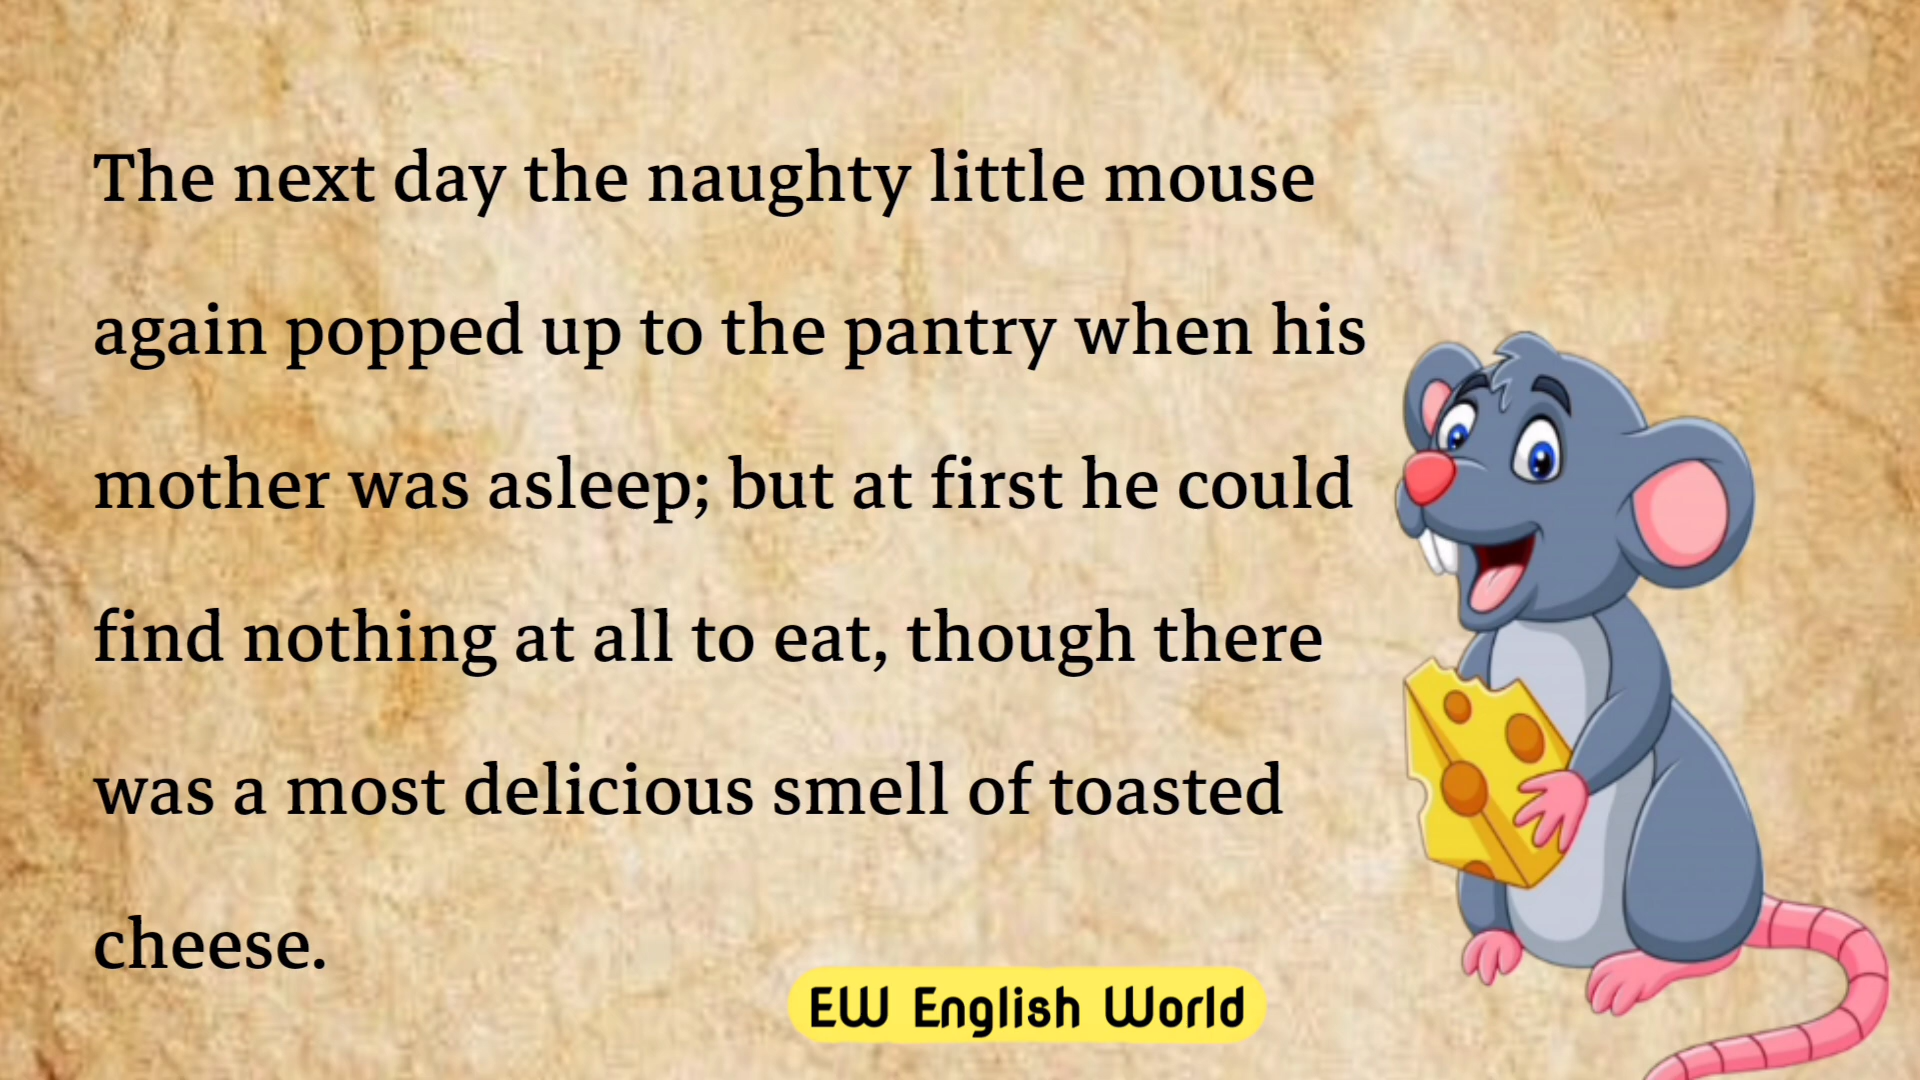 The next day the naughty little mouse
again popped up to the pantry when his
mother was asleep; but at first he could
find nothing at all to eat, though there
was a most delicious smell of toasted
cheese.
EW English World